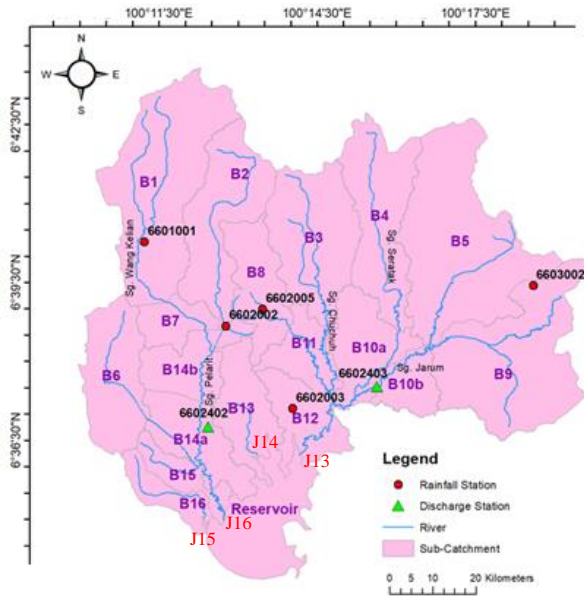 100°11'30"E 100°14'30"E 100°17'30"E
N
W E
S
6°42'30"N
6°39'30"N
6°36'30"N
B1
B2
B3
B4
B5
6601001
Sg. Wang Kelian
Sg. Seratak
B8
6603002
6602005
6602002
Sg. Chuchuh
B7
B11
B10a
B6
B14b
Sg. Pelarit
Sg. Jarum
6602403
B10b
B9
6602003
B13
B12
6602402
B14a
J14
J13
B15
B16
Reservoir
J16
J15
Legend
Rainfall Station
Discharge Station
River
Sub-Catchment
0 5 10 20 Kilometers